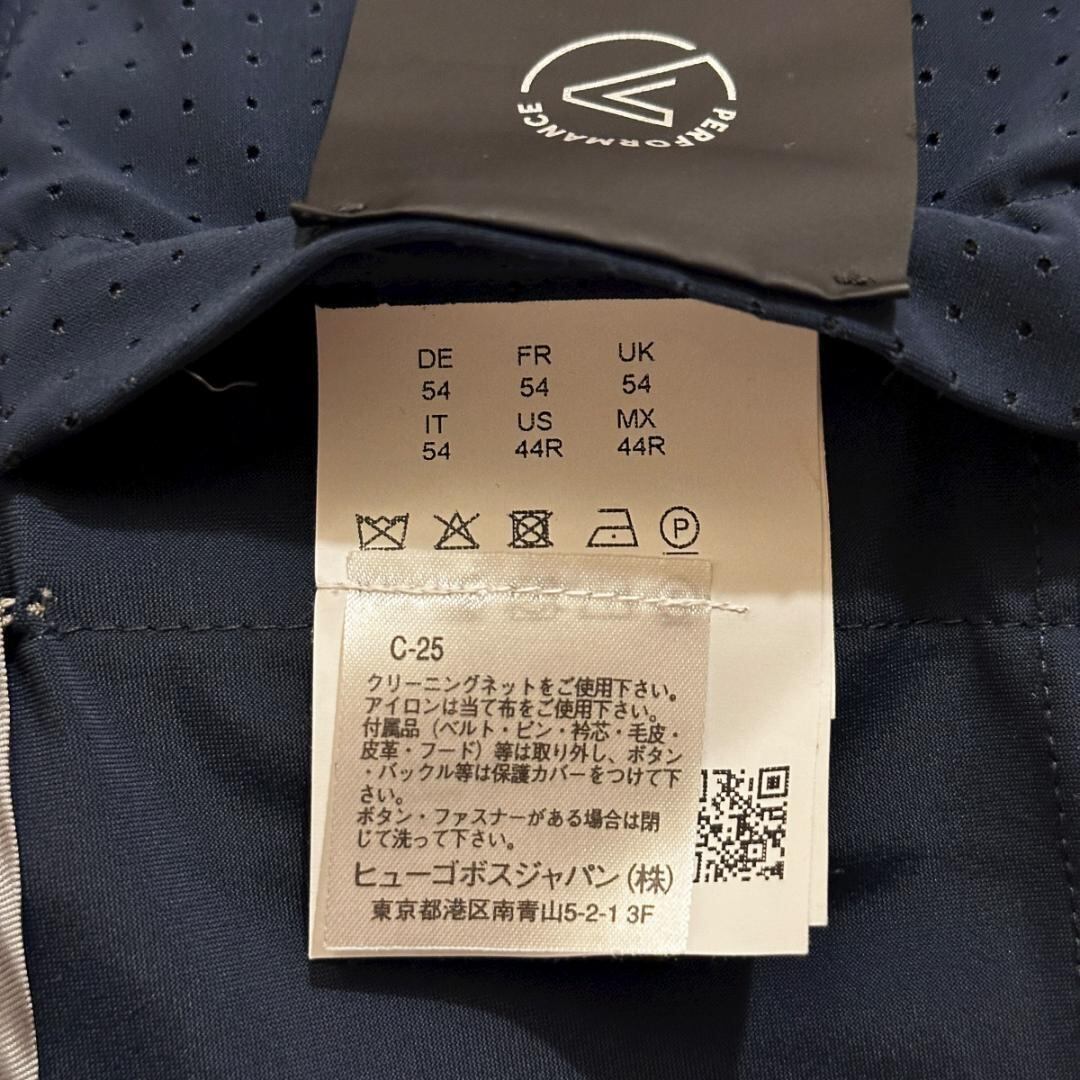 PERFORMANCE
DE FR UK
54 54 54
IT US MX
54 44R 44R
P
C-25
クリーニングネットをご使用下さい。
アイロンは当て布をご使用下さい。
付属品（ベルト・ピン・衿芯・毛皮・
皮革・フード）等は取り外し、ボタン
・バックル等は保護カバーをつけて下
さい。
ボタン・ファスナーがある場合は閉
じて洗って下さい。
ヒューゴボスジャパン(株)
東京都港区南青山5-2-1 3F